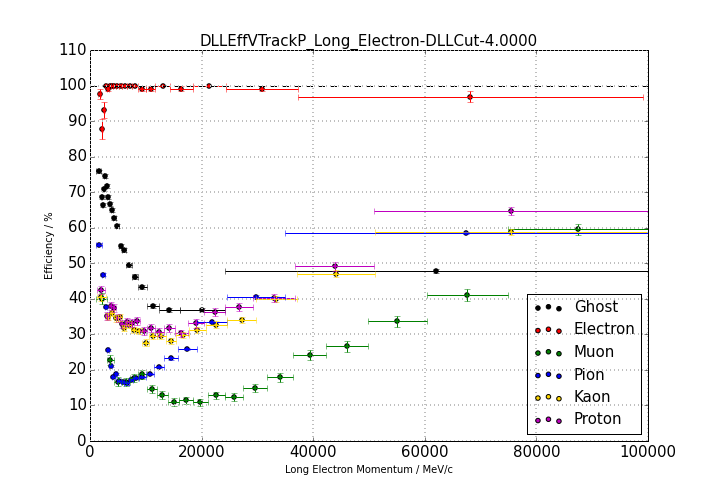 DLLEffVTrackP_Long_Electron-DLLCut-4.0000
110
100
90
80
70
60
50
40
30
20
10
0
Efficiency / %
Ghost
Electron
Muon
Pion
Kaon
Proton
0 20000 40000 60000 80000 100000
Long Electron Momentum / MeV/c